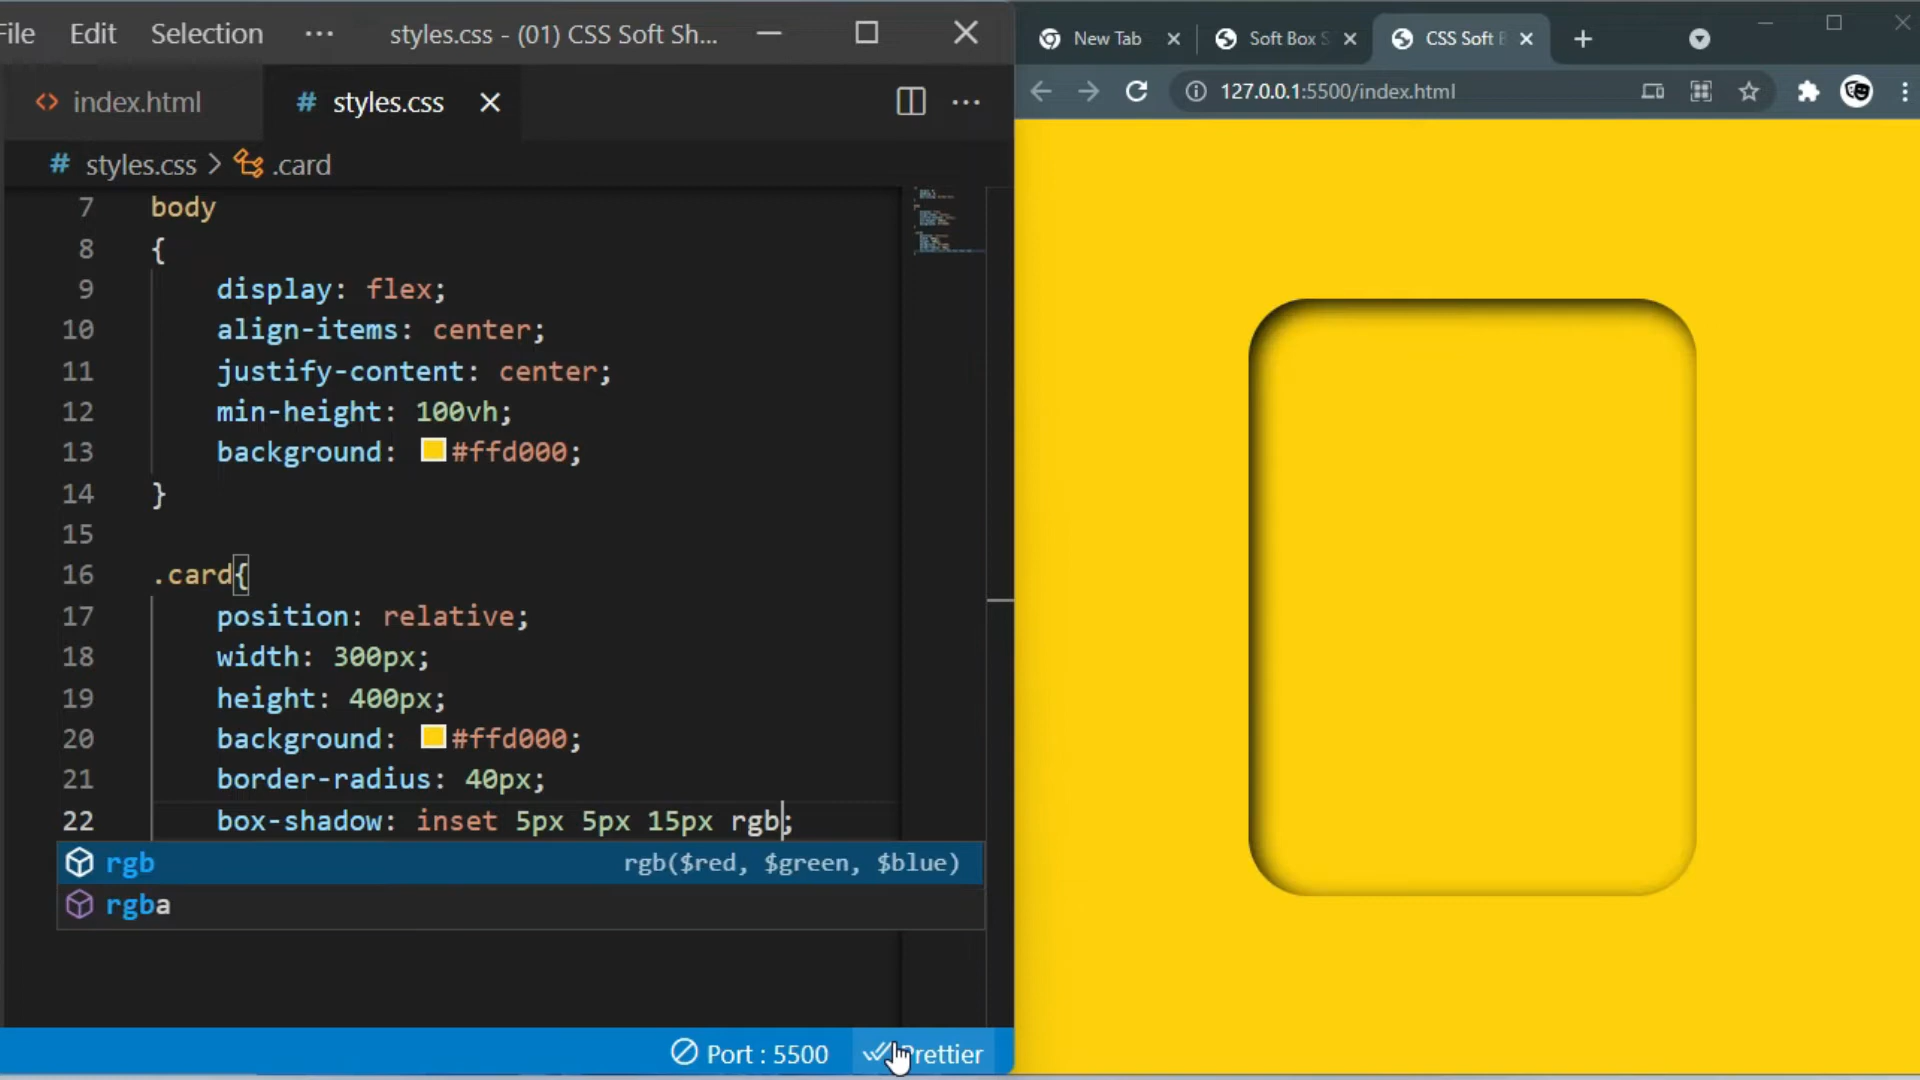 File Edit Selection ··· styles.css - (01) CSS Soft Sh...
index.html # styles.css
# styles.css > .card
7 body
8 {
9 display: flex;
10 align-items: center;
11 justify-content: center;
12 min-height: 100vh;
13 background: #ffd000;
14 }
15
16 .card{
17 position: relative;
18 width: 300px;
19 height: 400px;
20 background: #ffd000;
21 border-radius: 40px;
22 box-shadow: inset 5px 5px 15px rgb;
rgb rgb($red, $green, $blue)
rgba
Port : 5500 Prettier
New Tab Soft Box S CSS Soft B
127.0.0.1:5500/index.html